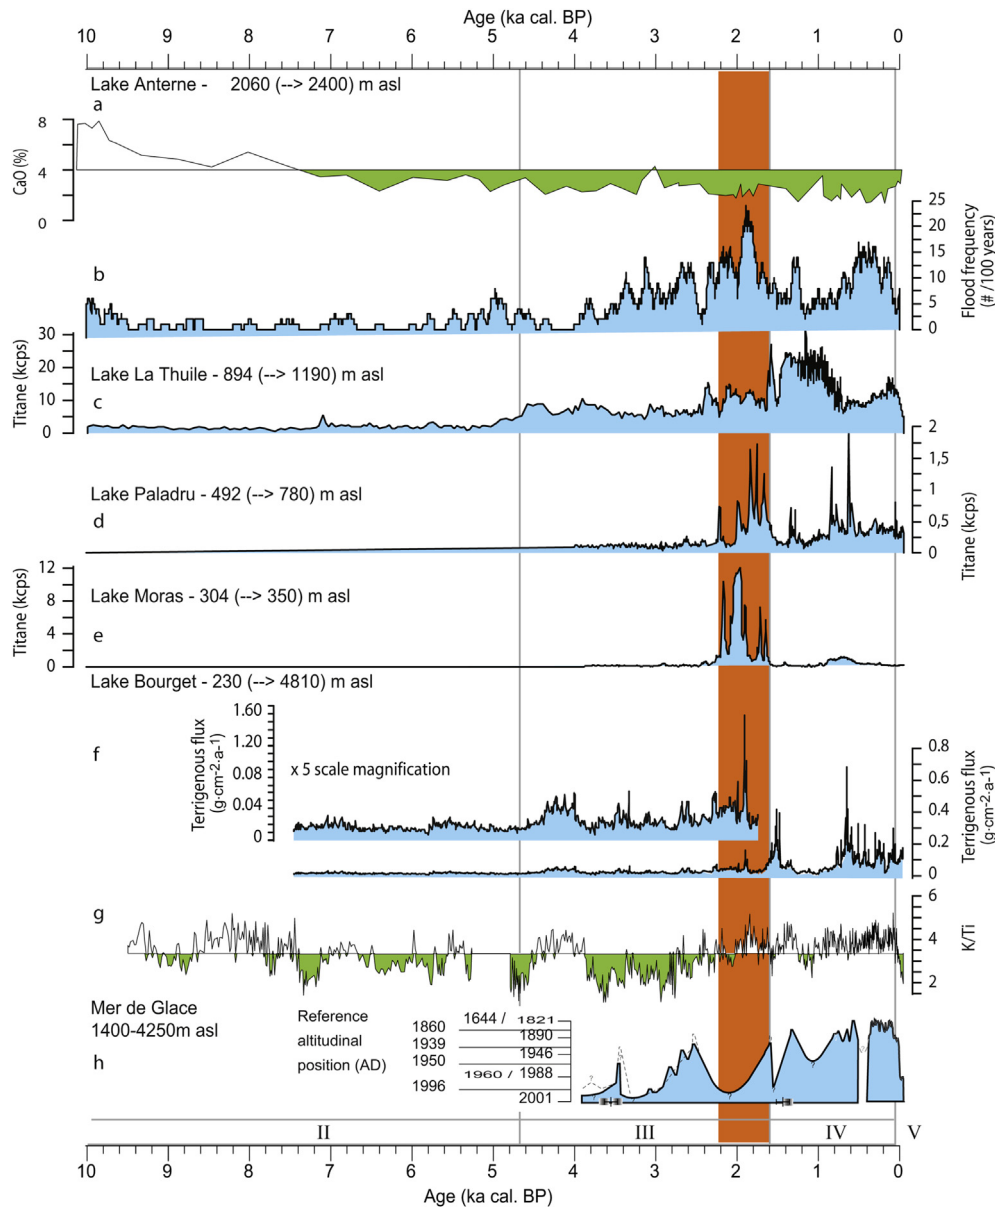 Age (ka cal. BP)
10 9 8 7 6 5 4 3 2 1 0
Lake Anterne - 2060 (--> 2400) m asl
a
8
4
0
CaO (%)
25
20
15
10
5
0
Flood frequency
(# /100 years)
b
30
20
10
0
Titane (kcps)
Lake La Thuile - 894 (--> 1190) m asl
c
2
1,5
1
0,5
0
Titane (kcps)
Lake Paladru - 492 (--> 780) m asl
d
12
8
4
0
Titane (kcps)
Lake Moras - 304 (--> 350) m asl
e
Lake Bourget - 230 (--> 4810) m asl
f
1.60
1.20
0.08
0.04
0
Terrigenous flux
(g·cm-2·a-1)
x 5 scale magnification
0.8
0.6
0.4
0.2
0
Terrigenous flux
(g·cm-2·a-1)
g
6
4
2
K/Ti
Mer de Glace
1400-4250m asl
h
Reference
altitudinal
position (AD)
1644 / 1821
1860
1890
1939
1946
1950
1960 / 1988
1996
2001
II III IV V
10 9 8 7 6 5 4 3 2 1 0
Age (ka cal. BP)